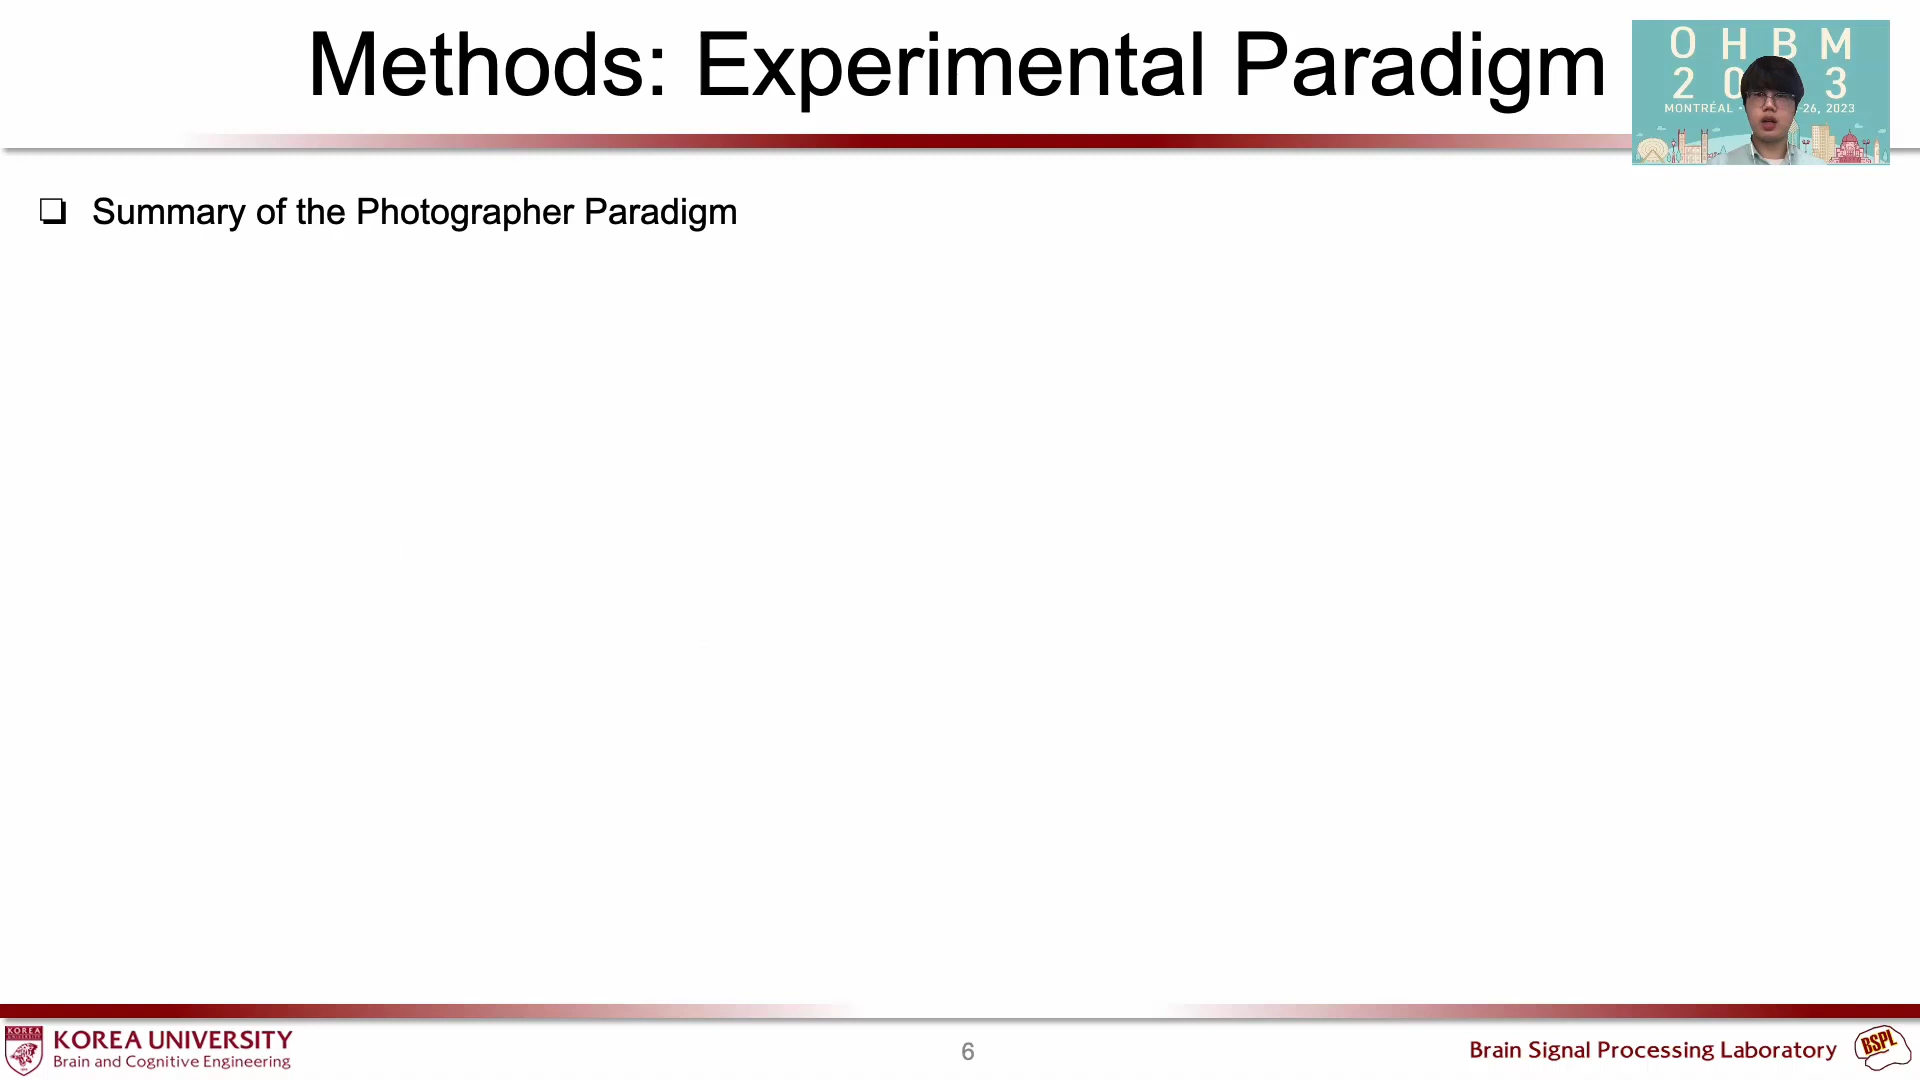 Methods: Experimental Paradigm
O H B M
2 0 3
MONTRÉAL · -26, 2023
❏ Summary of the Photographer Paradigm
KOREA
KOREA UNIVERSITY
Brain and Cognitive Engineering
6
Brain Signal Processing Laboratory
BSPL